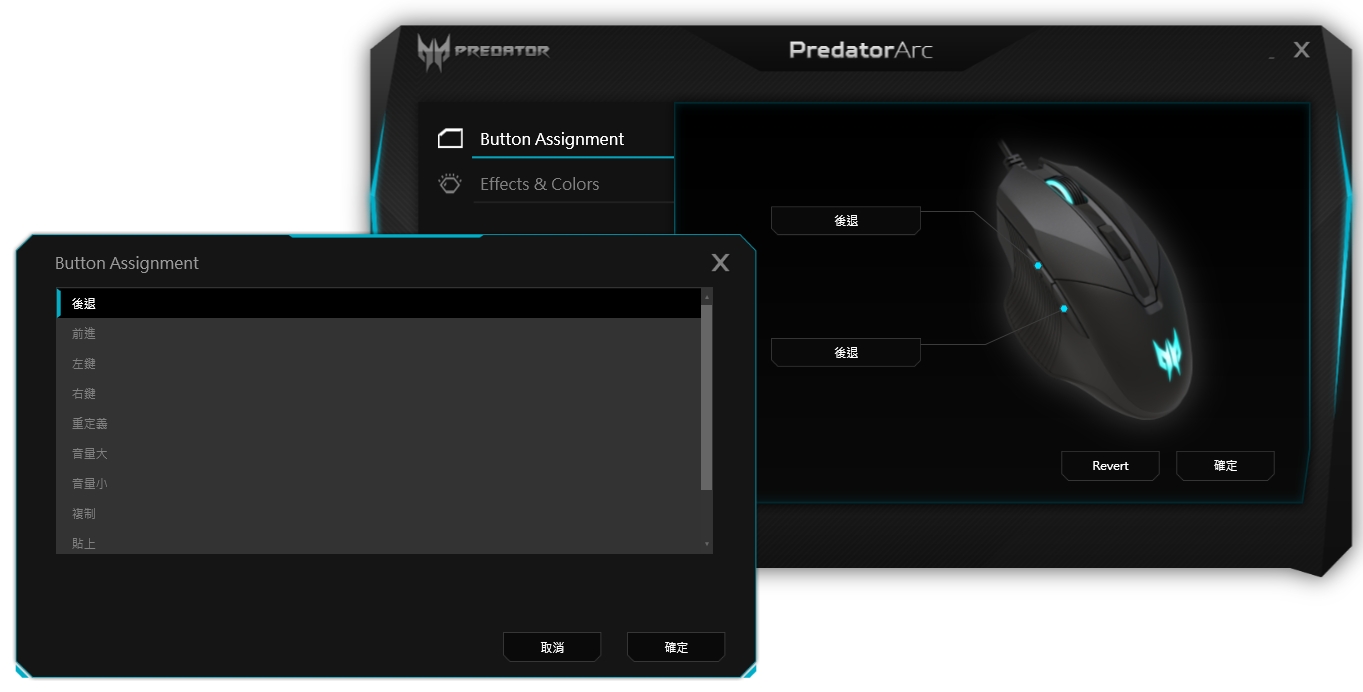 PREDATOR
PredatorArc
_ X
Button Assignment
Effects & Colors
後退
後退
Revert
確定
Button Assignment
X
後退
前進
左鍵
右鍵
重定義
音量大
音量小
複制
貼上
取消
確定